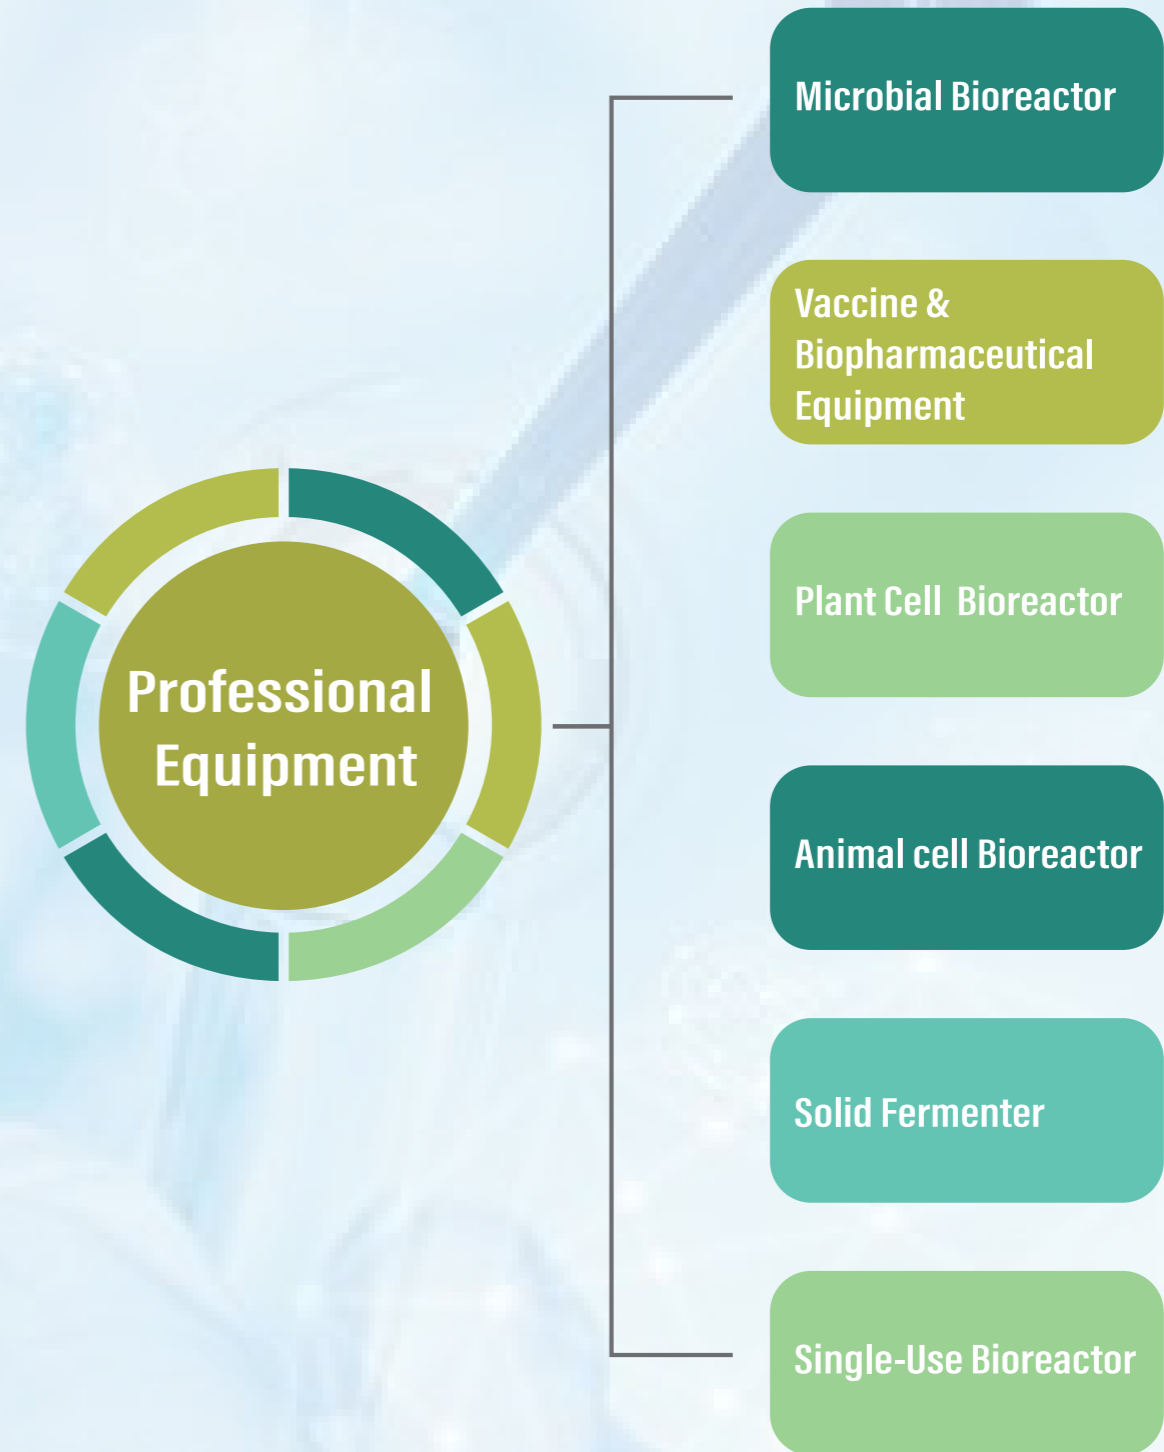 Microbial Bioreactor
Vaccine &
Biopharmaceutical
Equipment
Plant Cell  Bioreactor
Professional
Equipment
Animal cell Bioreactor
Solid Fermenter
Single-Use Bioreactor